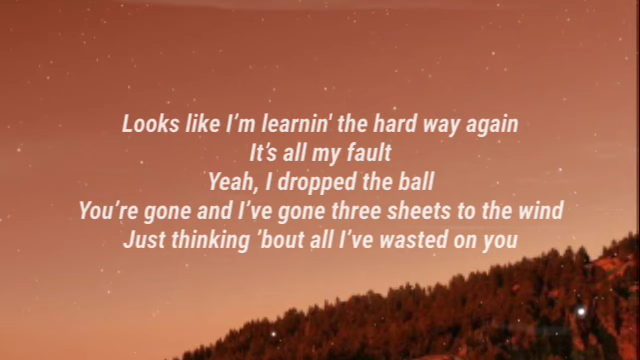 Looks like I’m learnin' the hard way again
It’s all my fault
Yeah, I dropped the ball
You’re gone and I’ve gone three sheets to the wind
Just thinking ’bout all I’ve wasted on you